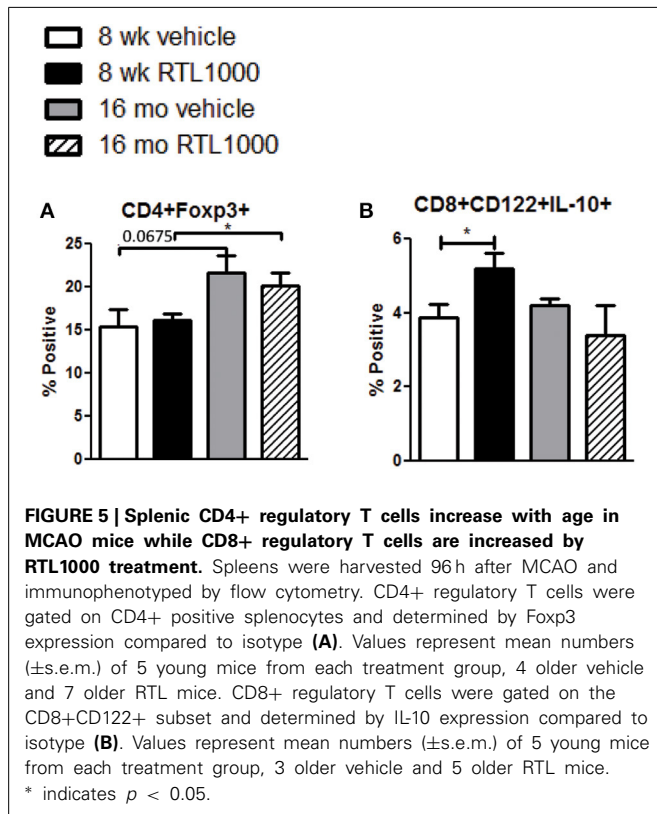 8 wk vehicle
8 wk RTL1000
16 mo vehicle
16 mo RTL1000
A
CD4+Foxp3+
% Positive
25
20
15
10
5
0
0.0675
*
B
CD8+CD122+IL-10+
% Positive
6
4
2
0
*
FIGURE 5 | Splenic CD4+ regulatory T cells increase with age in
MCAO mice while CD8+ regulatory T cells are increased by
RTL1000 treatment. Spleens were harvested 96 h after MCAO and
immunophenotyped by flow cytometry. CD4+ regulatory T cells were
gated on CD4+ positive splenocytes and determined by Foxp3
expression compared to isotype (A). Values represent mean numbers
(±s.e.m.) of 5 young mice from each treatment group, 4 older vehicle
and 7 older RTL mice. CD8+ regulatory T cells were gated on the
CD8+CD122+ subset and determined by IL-10 expression compared to
isotype (B). Values represent mean numbers (±s.e.m.) of 5 young mice
from each treatment group, 3 older vehicle and 5 older RTL mice.
* indicates p < 0.05.